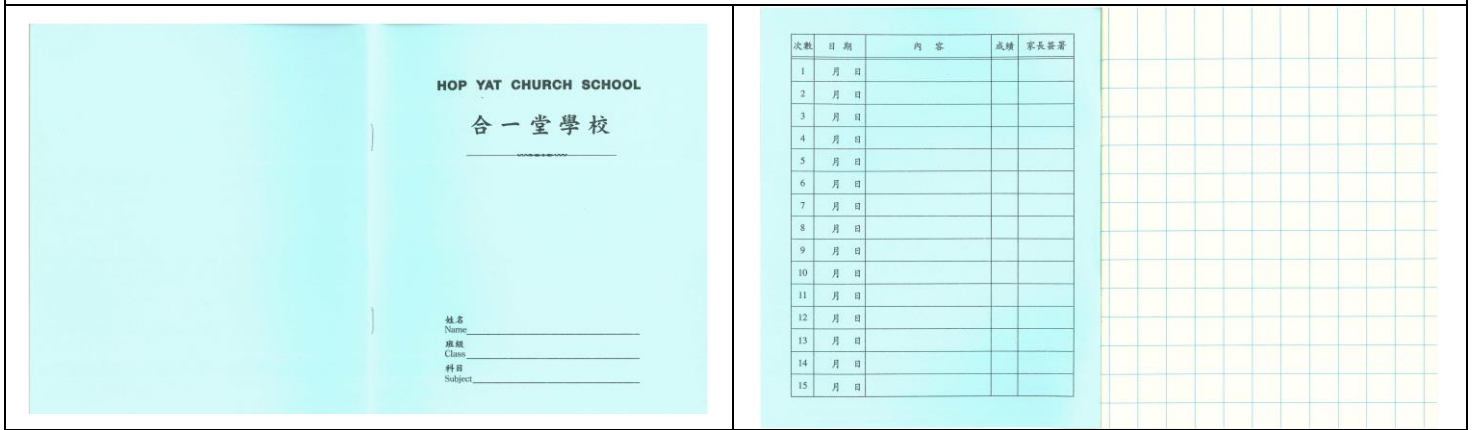 HOP YAT CHURCH SCHOOL
合一堂學校
姓名
Name
班級
Class
科目
Subject
次數 日期 內容 成績 家長簽署
1 月 日
2 月 日
3 月 日
4 月 日
5 月 日
6 月 日
7 月 日
8 月 日
9 月 日
10 月 日
11 月 日
12 月 日
13 月 日
14 月 日
15 月 日